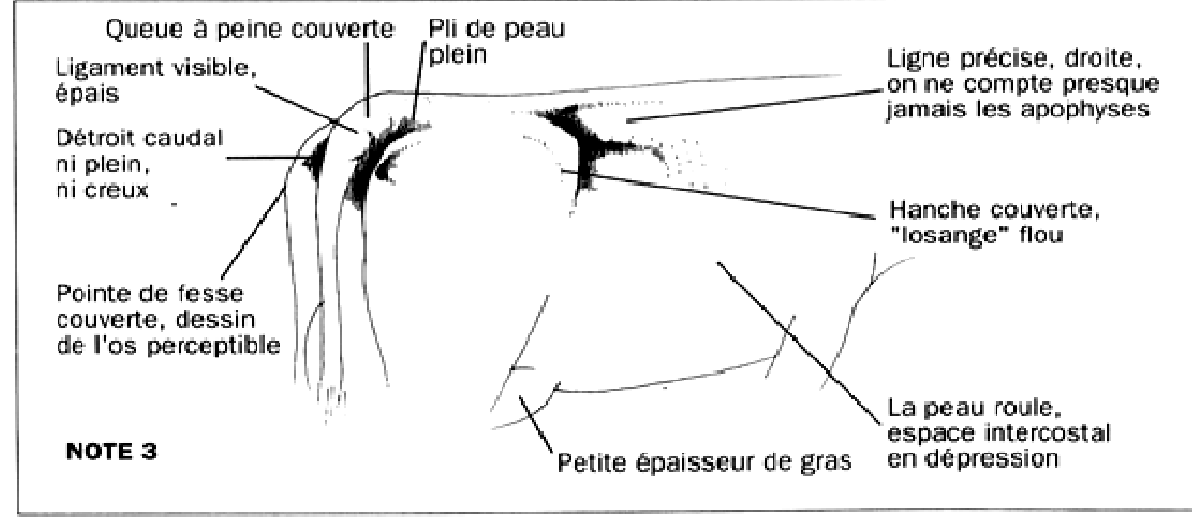 Queue à peine couverte
Pli de peau
plein
Ligament visible,
épais
Détroit caudal
ni plein,
ni creux
Pointe de fesse
couverte, dessin
de l'os perceptible
NOTE 3
Ligne précise, droite,
on ne compte presque
jamais les apophyses
Hanche couverte,
"losange" flou
La peau roule,
espace intercostal
en dépression
Petite épaisseur de gras